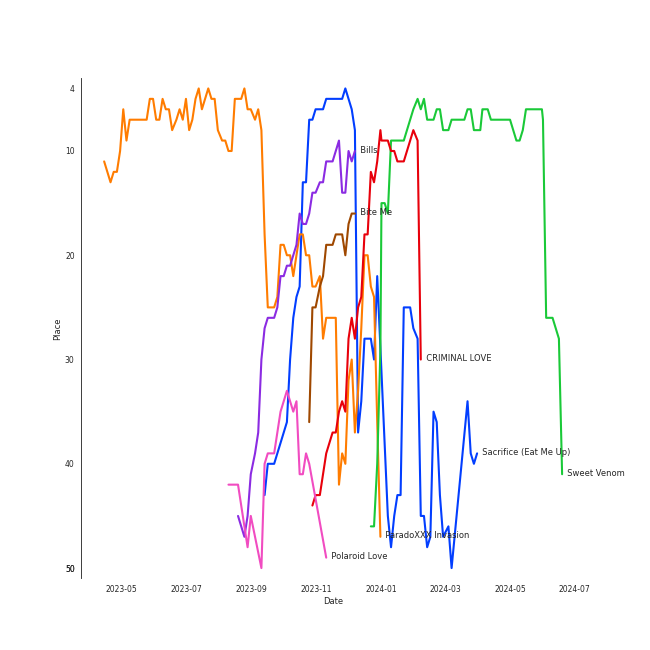 4
10
20
30
40
50
Place
Bills
Bite Me
CRIMINAL LOVE
Sacrifice (Eat Me Up)
Sweet Venom
ParadoXXX Invasion
Polaroid Love
2023-05 2023-07 2023-09 2023-11 2024-01 2024-03 2024-05 2024-07
Date